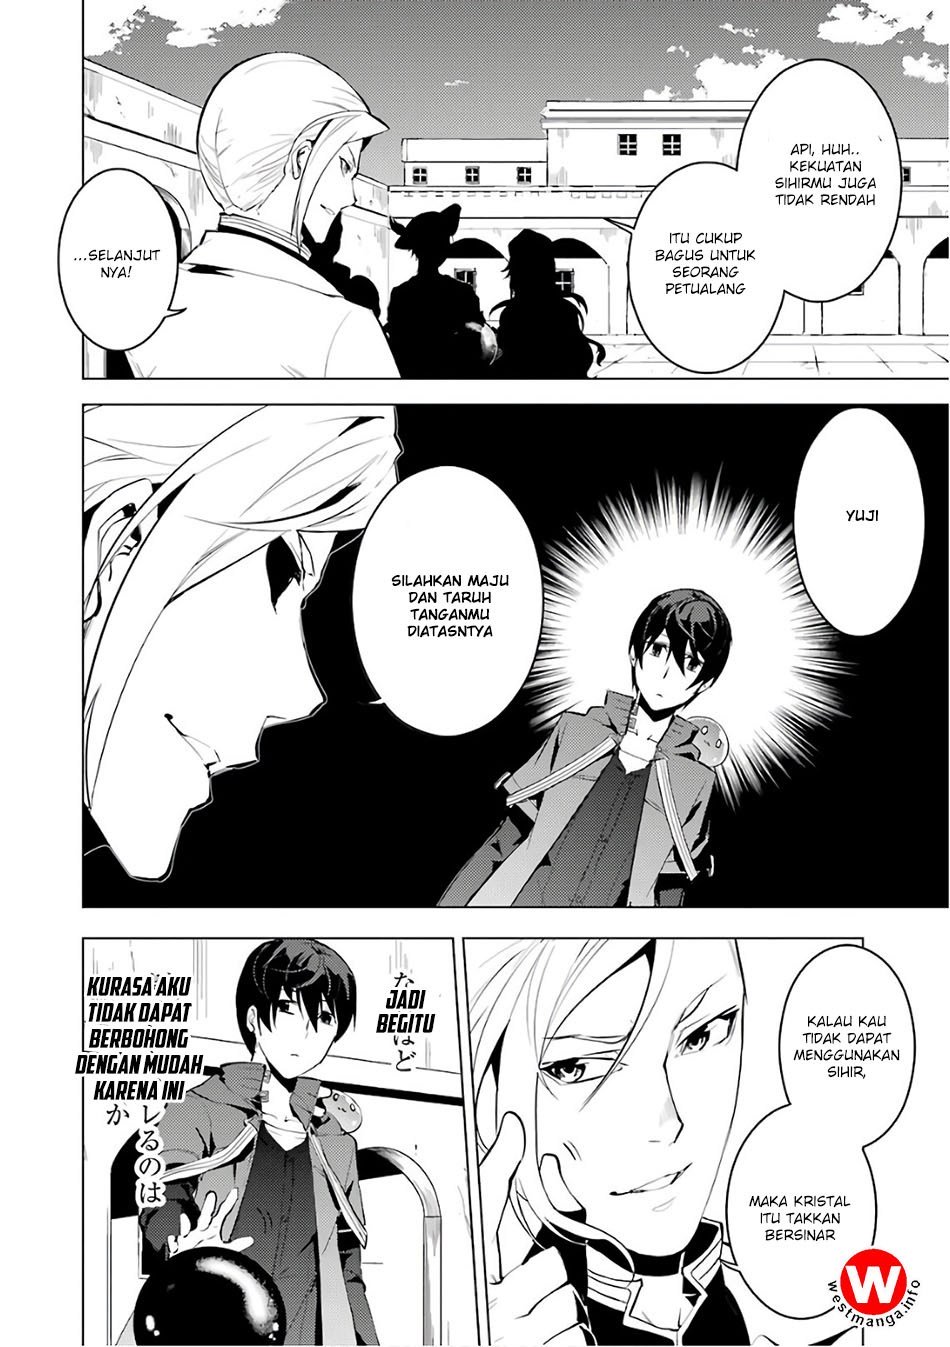 API, HUH..
KEKUATAN
SIHIRMU JUGA
TIDAK RENDAH
ITU CUKUP
BAGUS UNTUK
SEORANG
PETUALANG
...SELANJUT
NYA!
YUJI
SILAHKAN MAJU
DAN TARUH
TANGANMU
DIATASNTYA
KALAU KAU
TIDAK DAPAT
MENGGUNAKAN
SIHIR,
MAKA KRISTAL
ITU TAKKAN
BERSINAR
JADI
BEGITU
KURASA AKU
TIDAK DAPAT
BERBOHONG
DENGAN MUDAH
KARENA INI
レるのは
か
W
westmanga.info